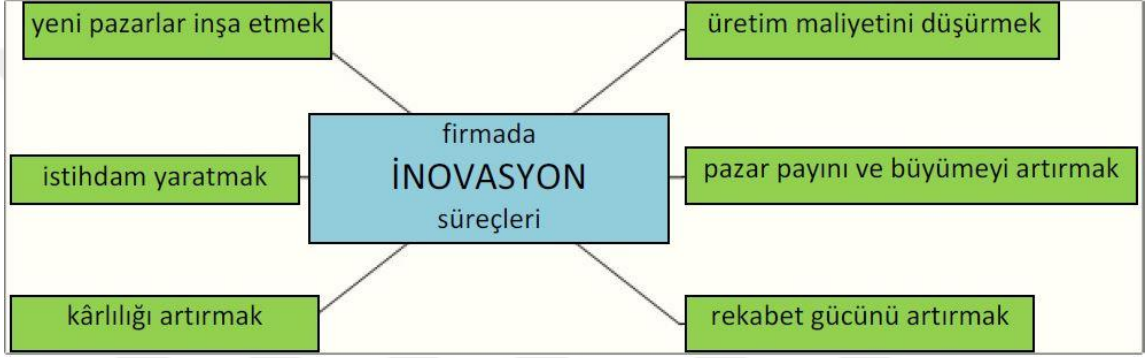 yeni pazarlar inşa etmek
üretim maliyetini düşürmek
firmada
İNOVASYON
süreçleri
istihdam yaratmak
pazar payını ve büyümeyi artırmak
kârlılığı artırmak
rekabet gücünü artırmak